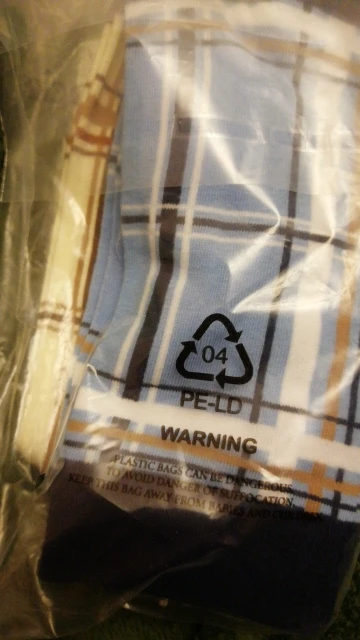 04
PE-LD
WARNING
PLASTIC BAGS CAN BE DANGEROUS
TO AVOID DANGER OF SUFFOCATION,
KEEP THIS BAG AWAY FROM BABIES AND CHILDREN.